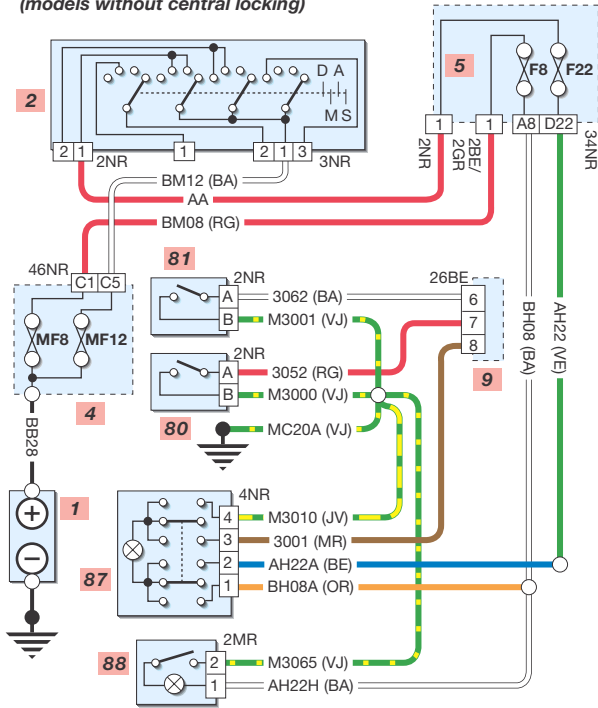 (models without central locking)
2
D A
M S
2 1
2NR
1
2 1 3
3NR
5
F8
F22
1
2NR
1
2BE/
2GR
A8 D22
34NR
BM12 (BA)
AA
BM08 (RG)
46NR
C1 C5
MF8
MF12
4
BB28
1
+
−
81
2NR
A
3062 (BA)
B
M3001 (VJ)
2NR
A
3052 (RG)
B
M3000 (VJ)
80
MC20A (VJ)
26BE
6
7
8
9
BH08 (BA)
AH22 (VE)
87
4NR
4
M3010 (JV)
3
3001 (MR)
2
AH22A (BE)
1
BH08A (OR)
88
2MR
2
M3065 (VJ)
1
AH22H (BA)